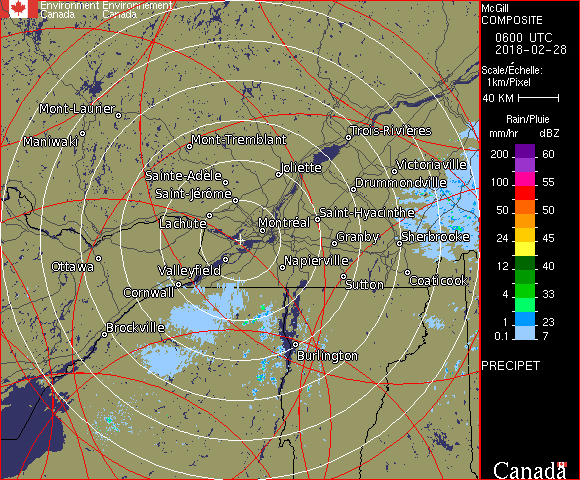 Environment Environnement
Canada Canada
McGill
COMPOSITE
0600 UTC
2018-02-28
Scale/Échelle:
1km/Pixel
40 KM
Rain/Pluie
mm/hr dBZ
200 60
100 55
50 50
24 45
12 40
4 33
1 23
0.1 7
PRECIPET
Canada
Mont-Laurier
Maniwaki
Mont-Tremblant
Trois-Rivières
Joliette
Victoriaville
Sainte-Adèle
Drummondville
Saint-Jérôme
Lachute
Saint-Hyacinthe
Montréal
Granby
Sherbrooke
Ottawa
Valleyfield
Napierville
Coaticook
Cornwall
Sutton
Brockville
Burlington